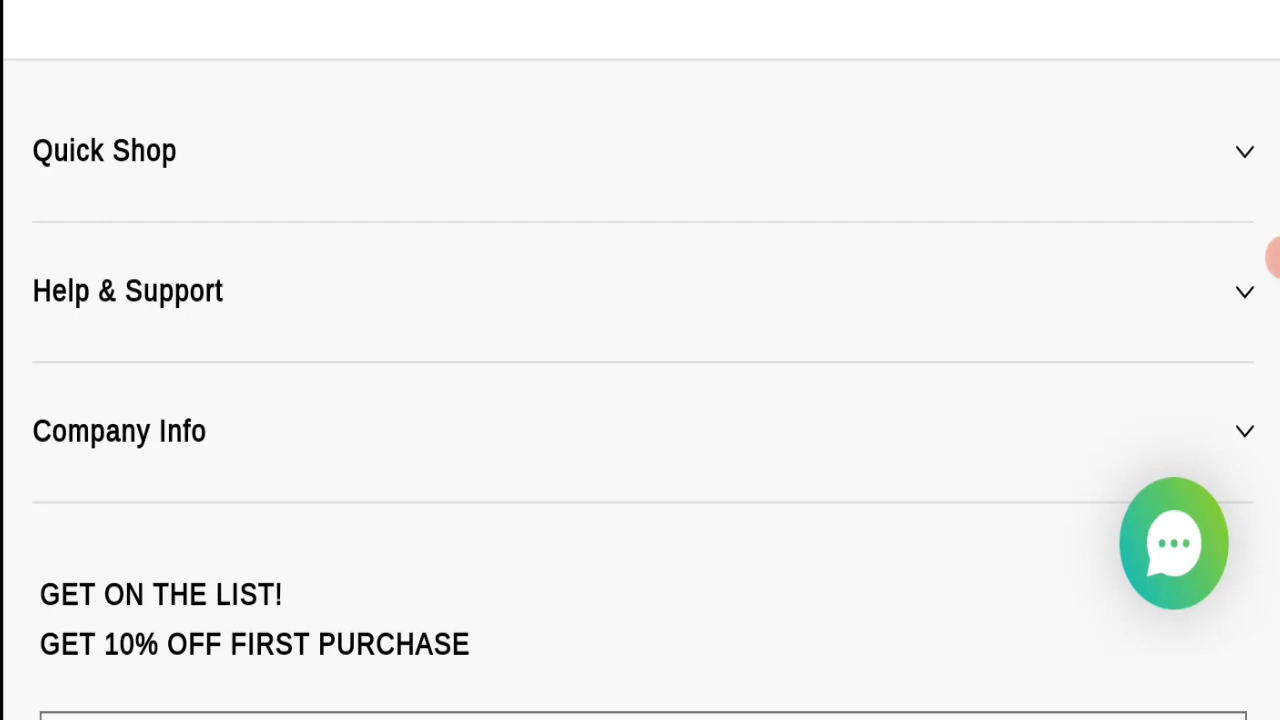 Quick Shop
Help & Support
Company Info
GET ON THE LIST!
GET 10% OFF FIRST PURCHASE